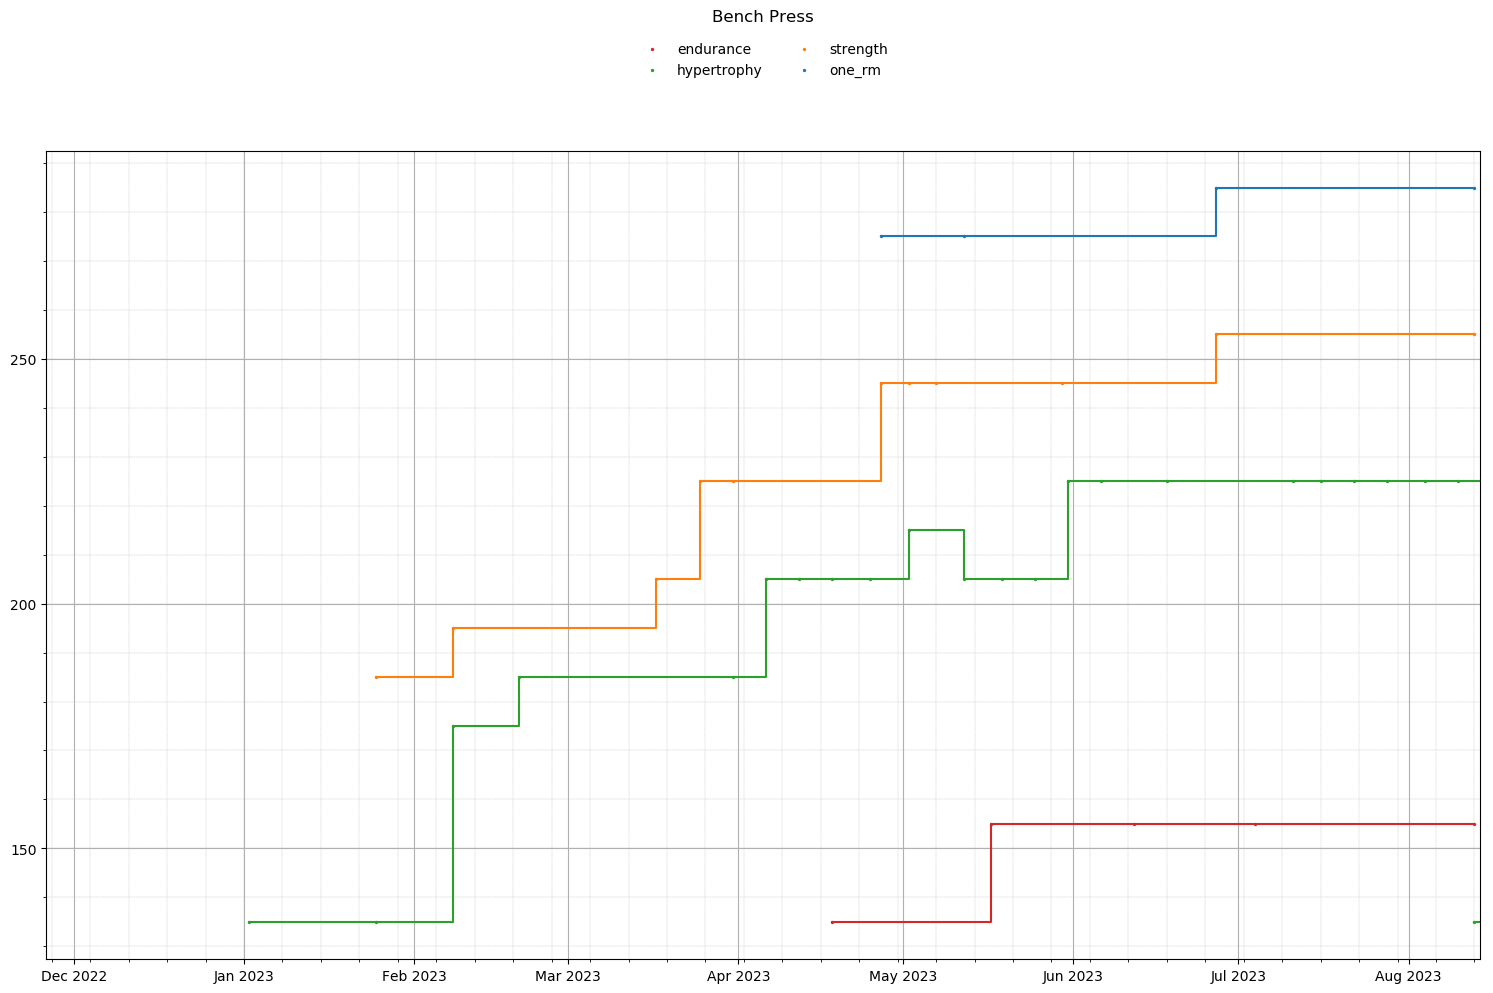 Bench Press
endurance strength
hypertrophy one_rm
250
200
150
Dec 2022 Jan 2023 Feb 2023 Mar 2023 Apr 2023 May 2023 Jun 2023 Jul 2023 Aug 2023